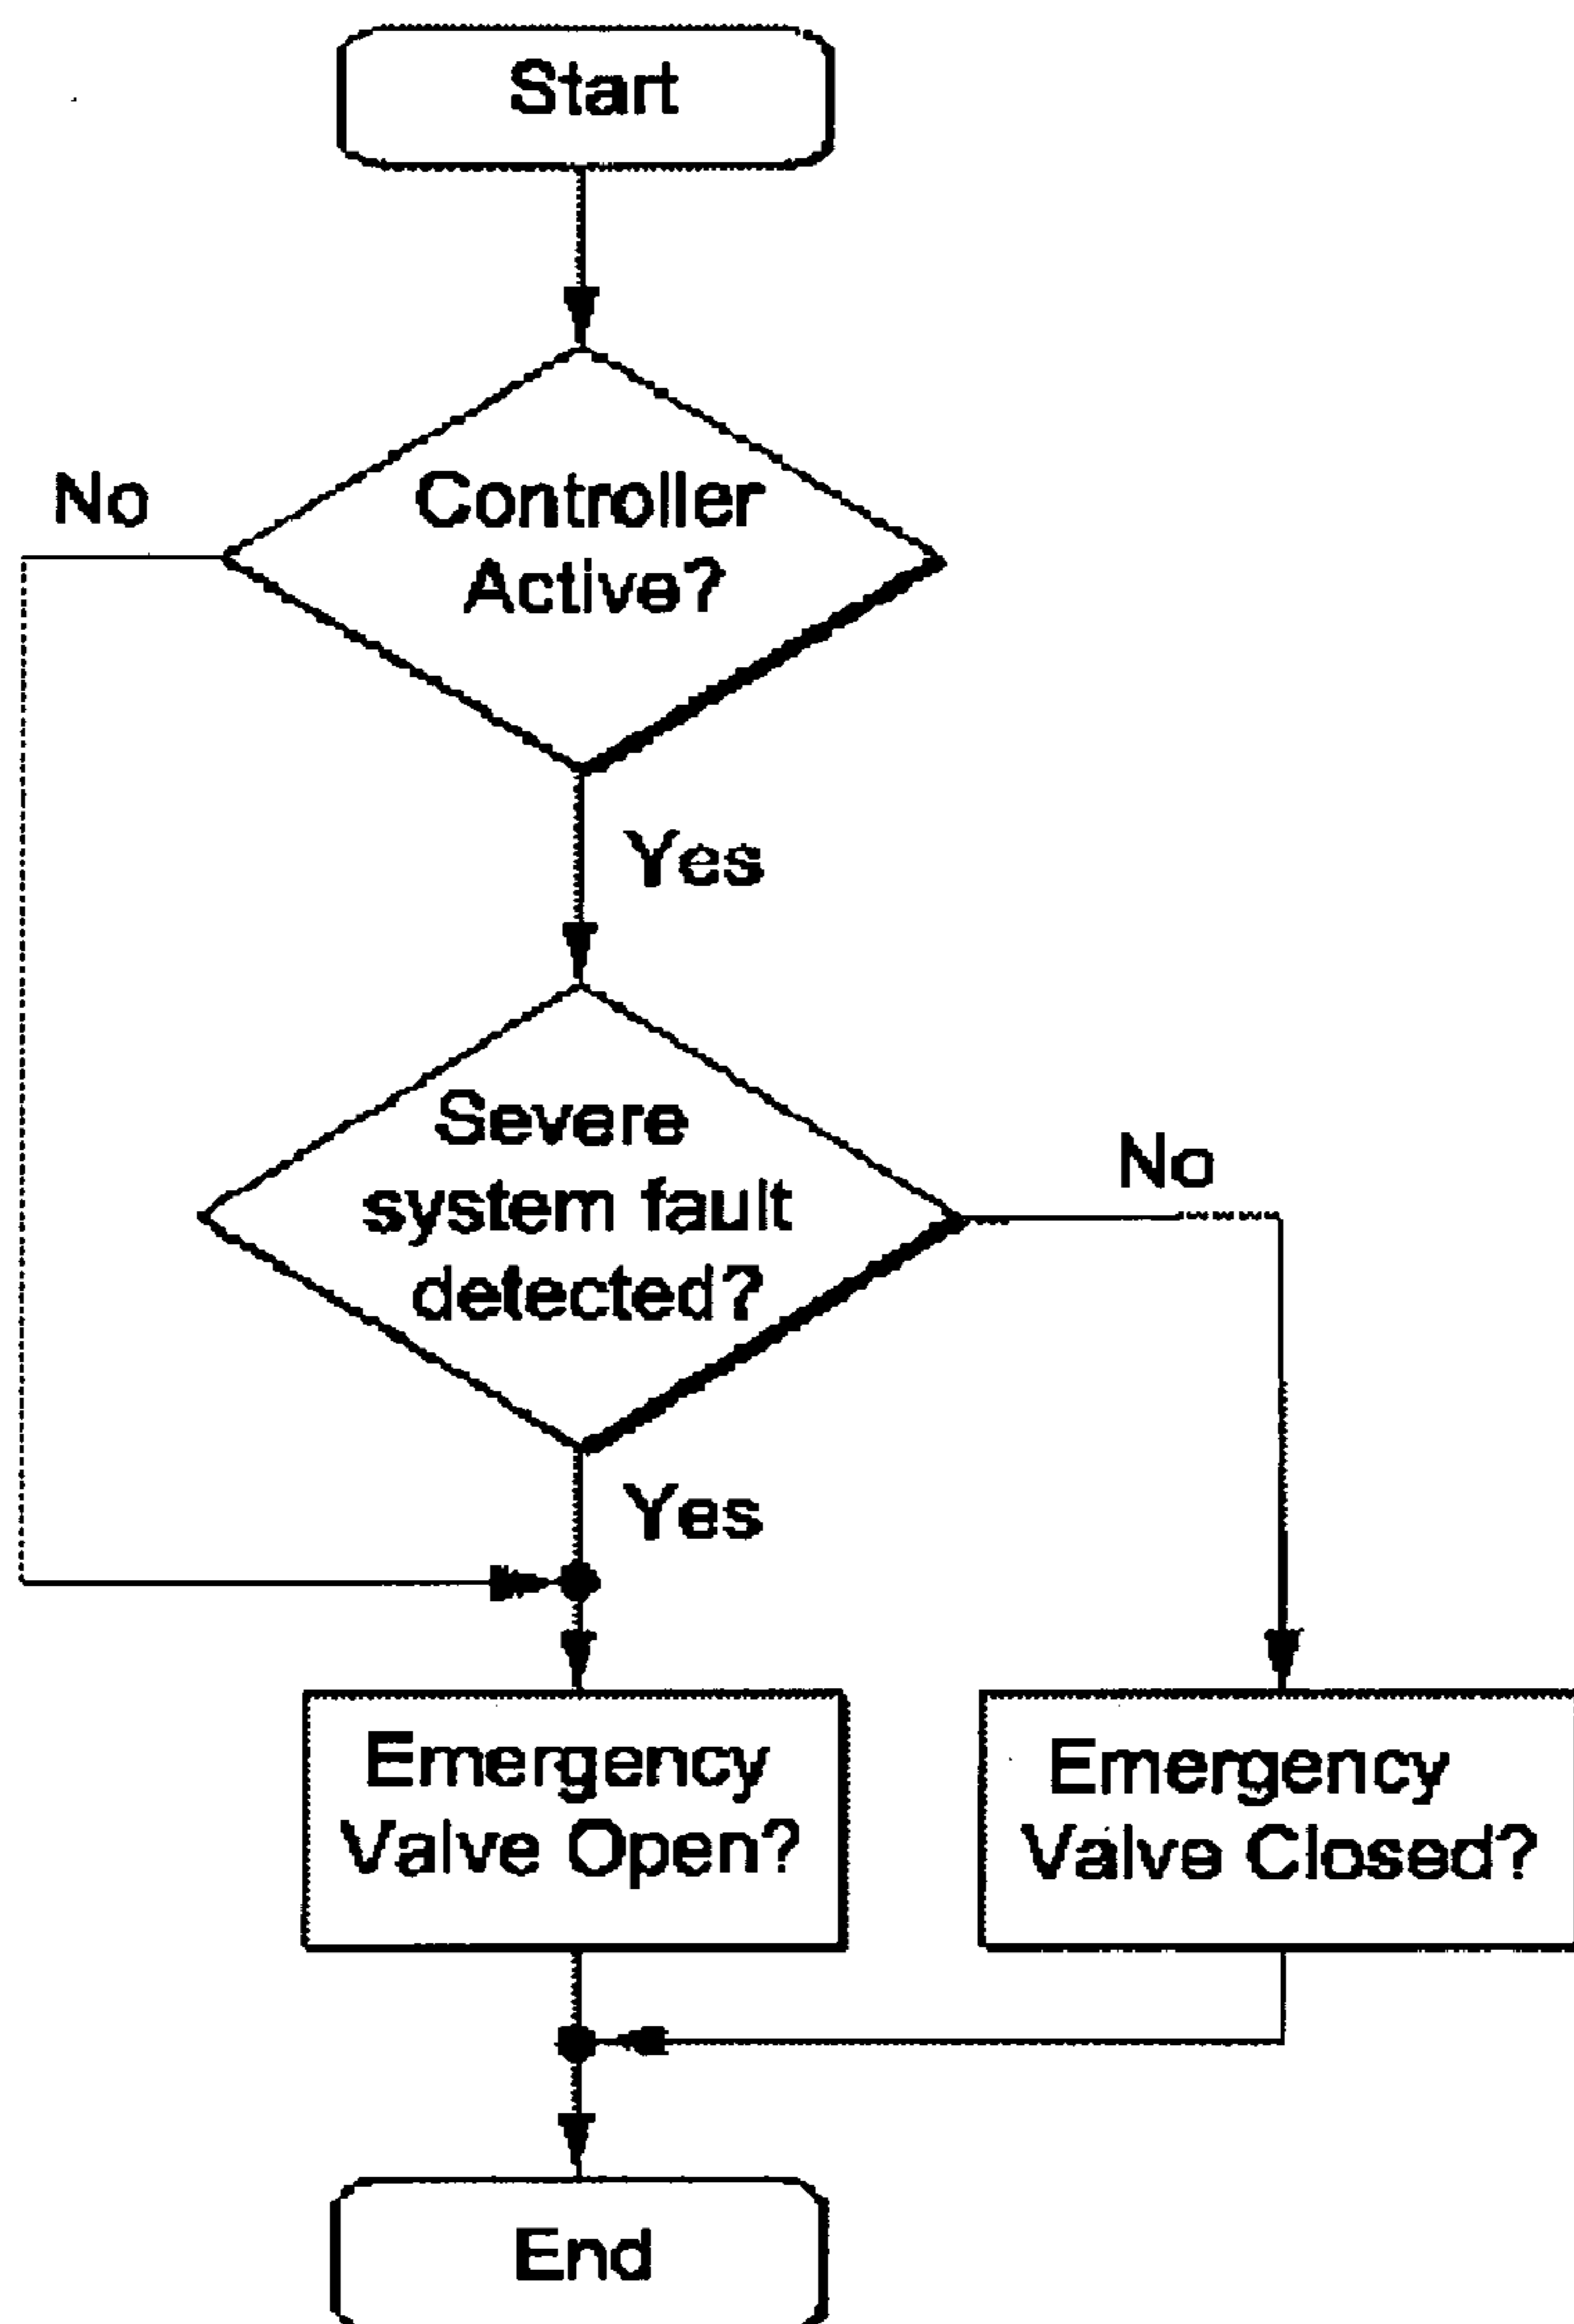 Start
No
Controller
Active?
Yes
Severe
system fault
detected?
No
Yes
Emergency
Valve Open?
Emergency
Valve Closed?
End